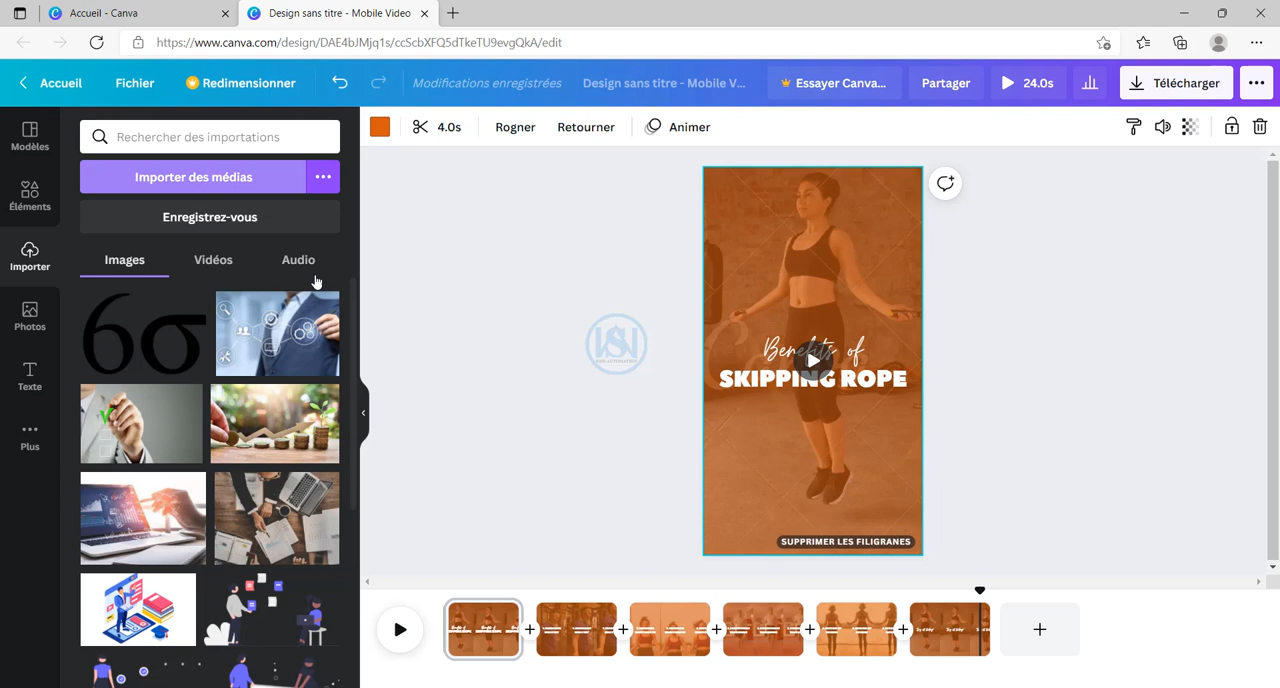 Accueil - Canva
Design sans titre - Mobile Video
https://www.canva.com/design/DAE4bJMjq1s/ccScbXFQ5dTkeTU9evgQkA/edit
Accueil
Fichier
Redimensionner
Modifications enregistrées
Design sans titre - Mobile V...
Essayer Canva...
Partager
24.0s
Télécharger
4.0s
Rogner
Retourner
Animer
Modèles
Éléments
Importer
Photos
Texte
Plus
Rechercher des importations
Importer des médias
Enregistrez-vous
Images
Vidéos
Audio
6σ
Benefits of
SKIPPING ROPE
SUPPRIMER LES FILIGRANES